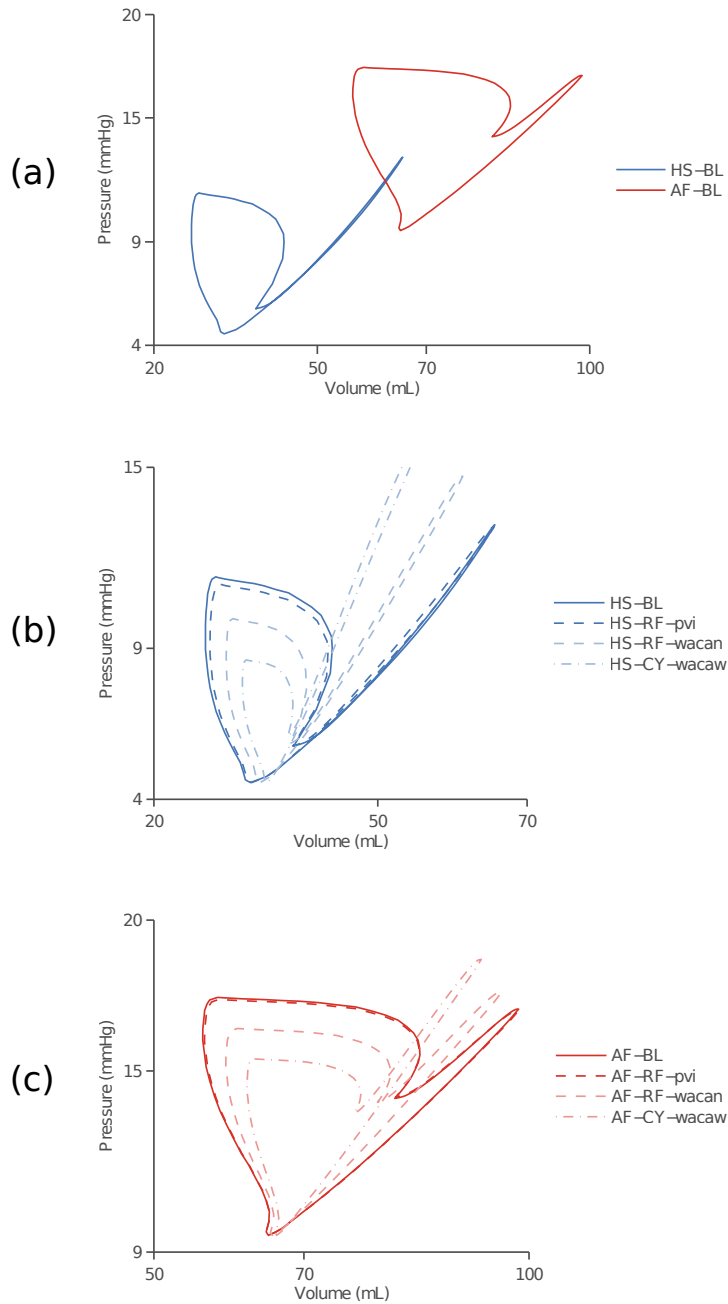 (a)
Pressure (mmHg)
20
15
9
4
20
50
70
100
Volume (mL)
HS–BL
AF–BL
(b)
Pressure (mmHg)
15
9
4
20
50
70
Volume (mL)
HS–BL
HS–RF–pvi
HS–RF–wacan
HS–CY–wacaw
(c)
Pressure (mmHg)
20
15
9
50
70
100
Volume (mL)
AF–BL
AF–RF–pvi
AF–RF–wacan
AF–CY–wacaw